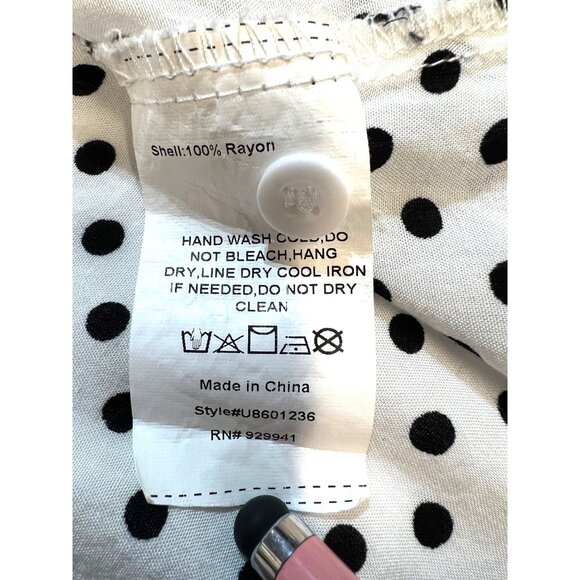 Shell:100% Rayon
HAND WASH COLD,DO
NOT BLEACH,HANG
DRY,LINE DRY COOL IRON
IF NEEDED,DO NOT DRY
CLEAN
Made in China
Style#U8601236
RN# 929941